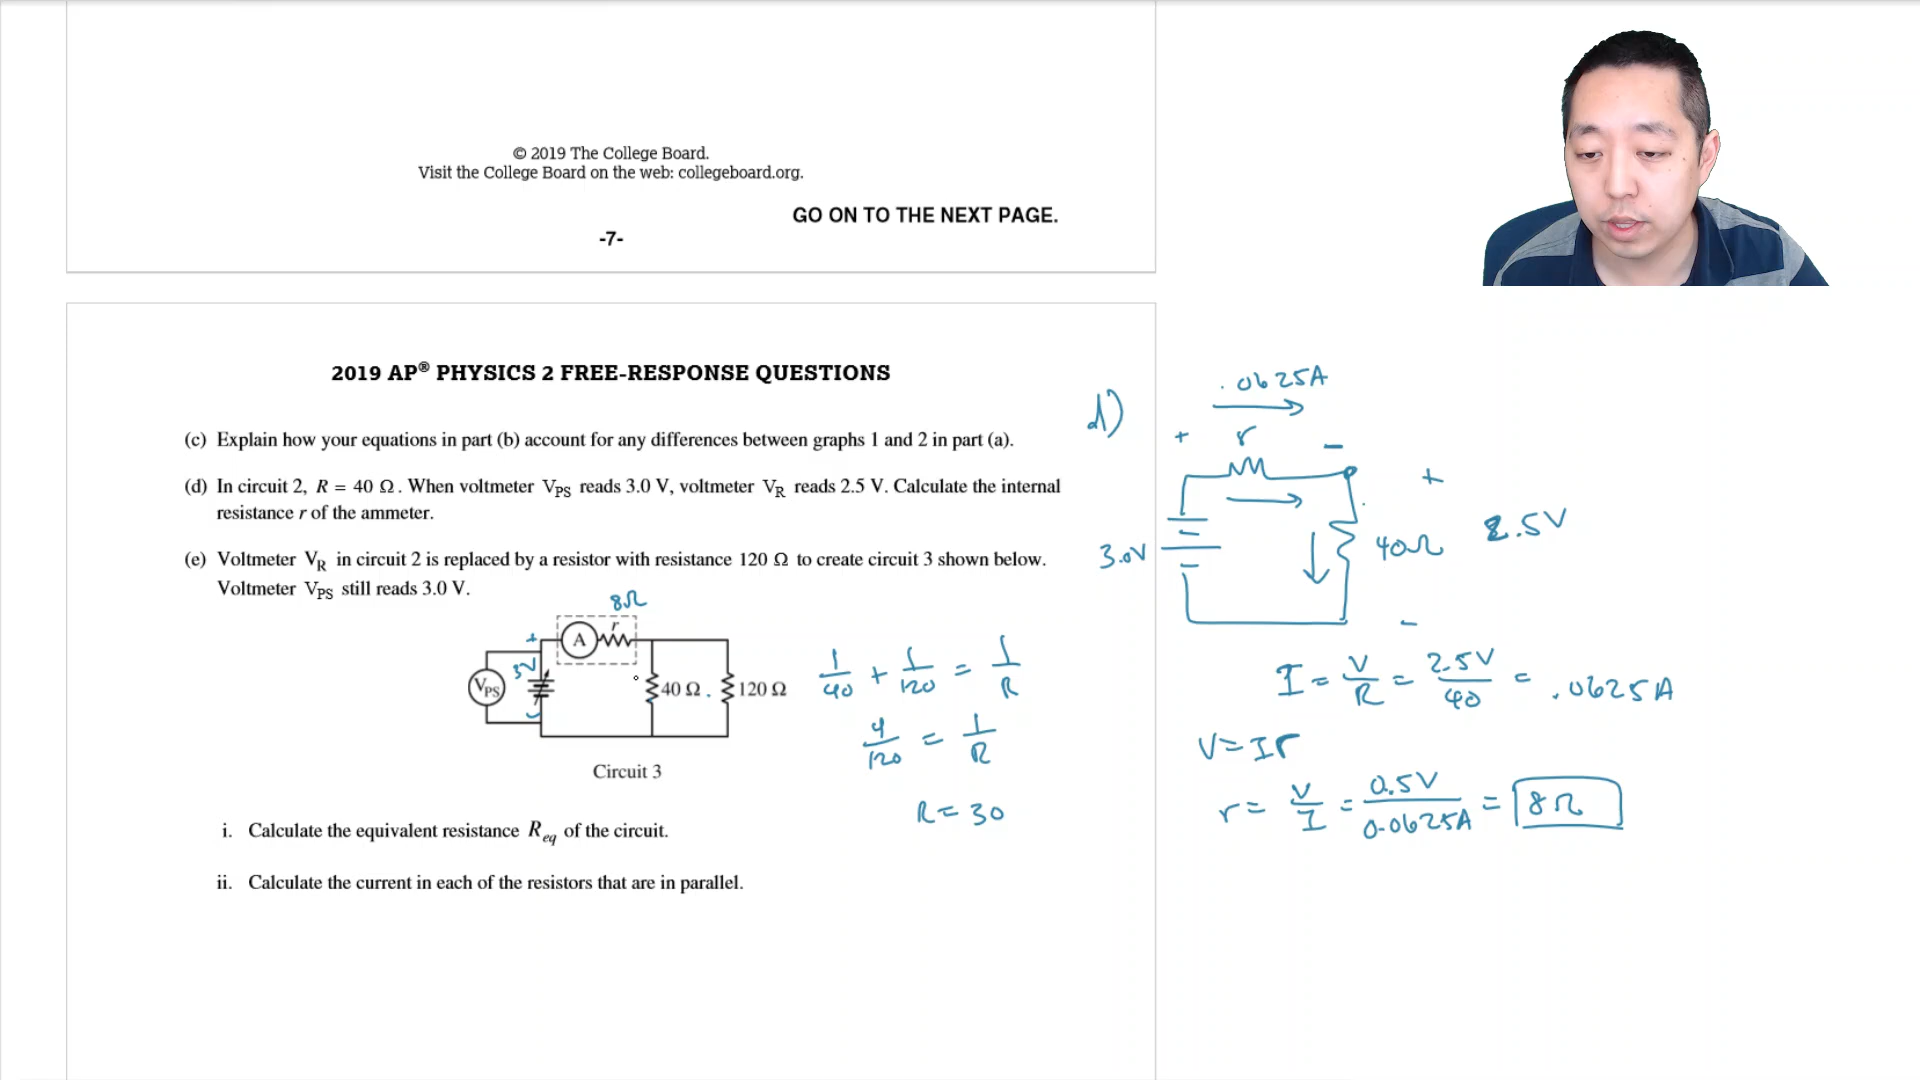 © 2019 The College Board.
Visit the College Board on the web: collegeboard.org.
GO ON TO THE NEXT PAGE.
-7-
2019 AP® PHYSICS 2 FREE-RESPONSE QUESTIONS
(c) Explain how your equations in part (b) account for any differences between graphs 1 and 2 in part (a).
(d) In circuit 2, R = 40 Ω. When voltmeter V_PS reads 3.0 V, voltmeter V_R reads 2.5 V. Calculate the internal
resistance r of the ammeter.
(e) Voltmeter V_R in circuit 2 is replaced by a resistor with resistance 120 Ω to create circuit 3 shown below.
Voltmeter V_PS still reads 3.0 V.
8Ω
A r
+
3V
-
V_PS
40 Ω
120 Ω
Circuit 3
1/40 + 1/120 = 1/R
4/120 = 1/R
R = 30
i. Calculate the equivalent resistance R_eq of the circuit.
ii. Calculate the current in each of the resistors that are in parallel.
d)
.0625A
+ r -
+
3.0V
40Ω
2.5V
-
I = V/R = 2.5V/40 = .0625A
V = Ir
r = V/I = 0.5V/0.0625A = 8Ω